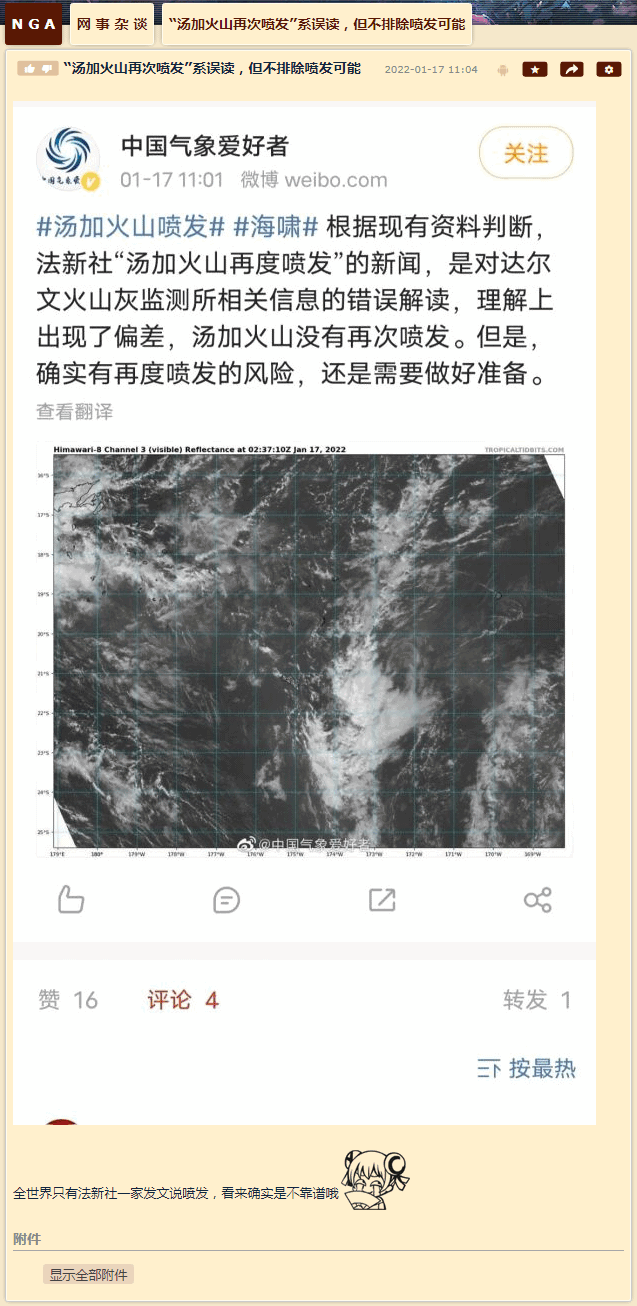 NGA 网事杂谈 “汤加火山再次喷发”系误读，但不排除喷发可能
“汤加火山再次喷发”系误读，但不排除喷发可能 2022-01-17 11:04
中国气象爱好者
关注
01-17 11:01 微博 weibo.com
#汤加火山喷发# #海啸# 根据现有资料判断，
法新社“汤加火山再度喷发”的新闻，是对达尔
文火山灰监测所相关信息的错误解读，理解上
出现了偏差，汤加火山没有再次喷发。但是，
确实有再度喷发的风险，还是需要做好准备。
查看翻译
Himawari-8 Channel 3 (visible) Reflectance at 02:37:10Z Jan 17, 2022 TROPICALTIDBITS.COM
16°S
17°S
18°S
19°S
20°S
21°S
22°S
23°S
24°S
25°S
179°E 180° 179°W 178°W 177°W 176°W 175°W 174°W 173°W 172°W 171°W 170°W 169°W
@中国气象爱好者
赞 16 评论 4 转发 1
按最热
全世界只有法新社一家发文说喷发，看来确实是不靠谱哦
附件
显示全部附件